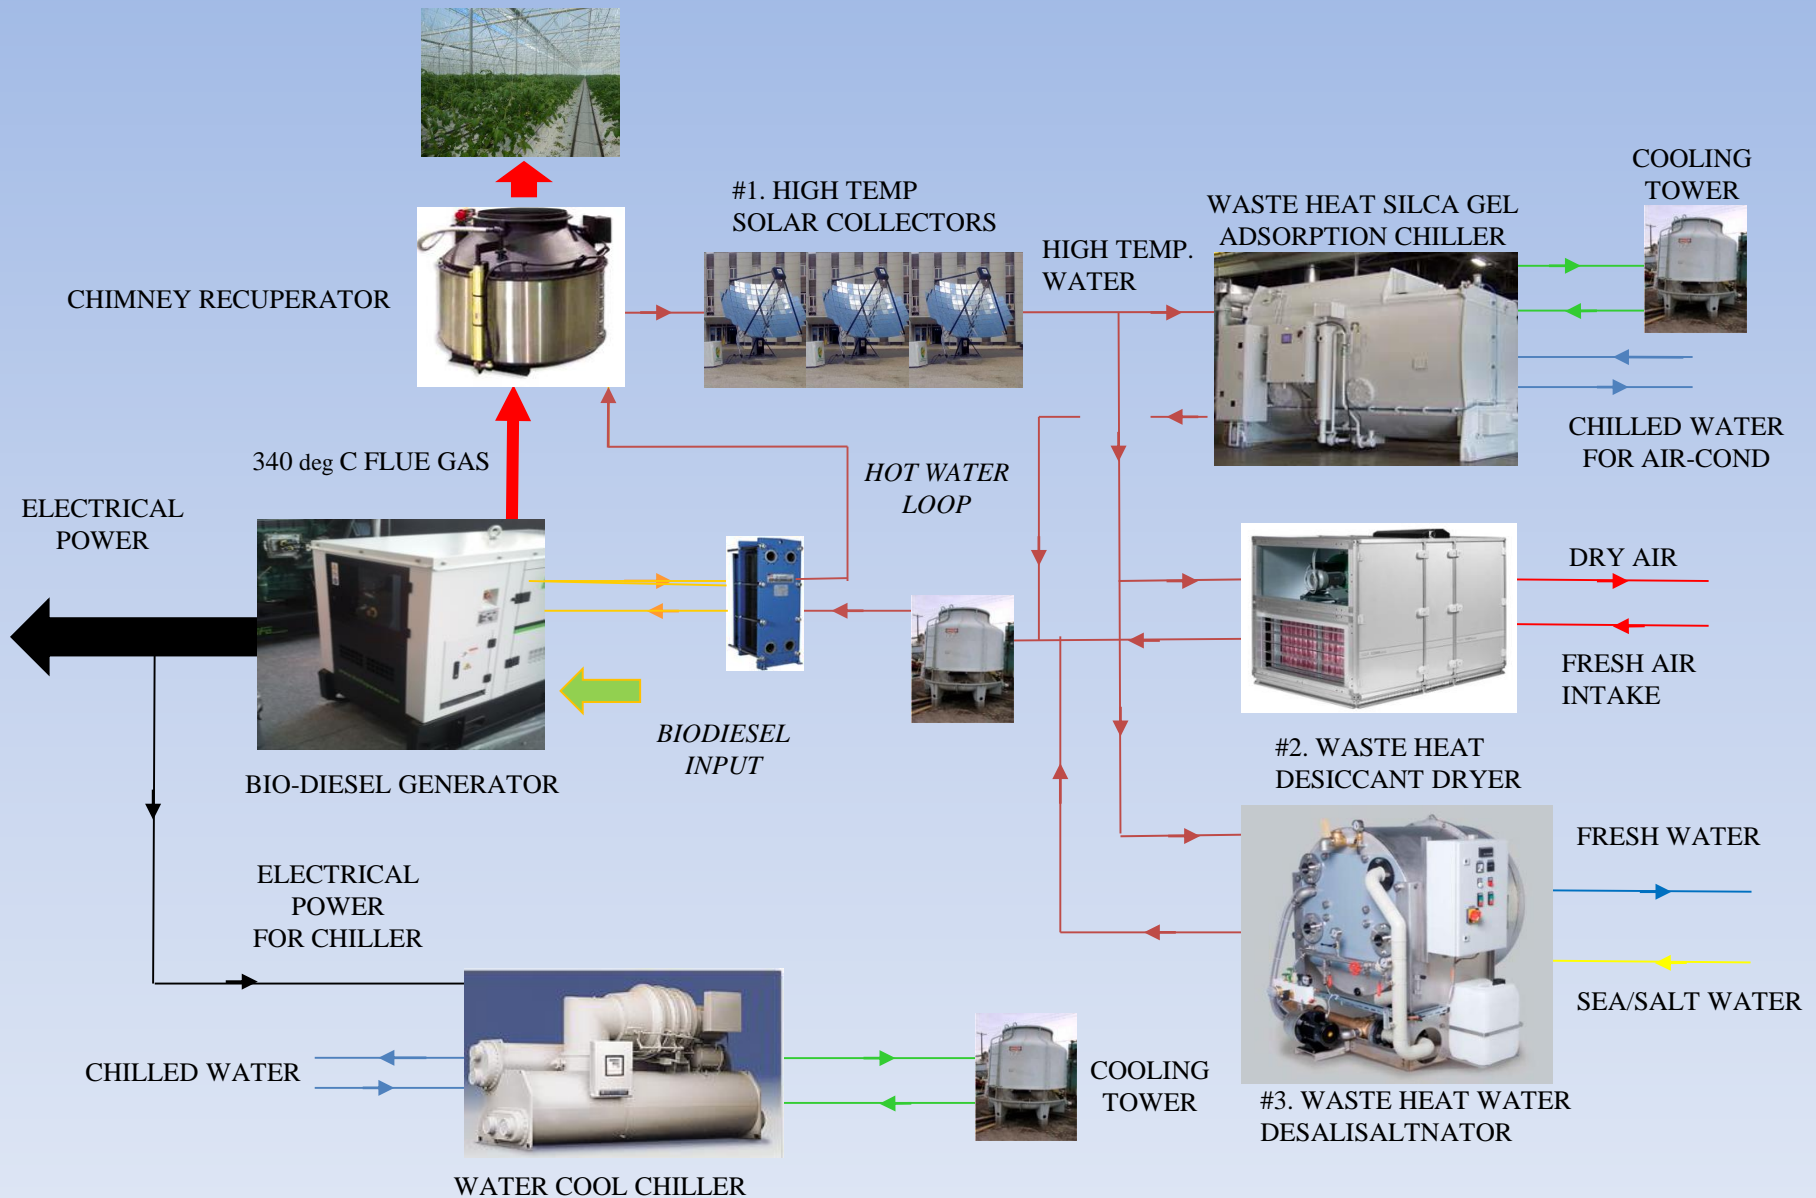 COOLING
TOWER
#1. HIGH TEMP
SOLAR COLLECTORS
WASTE HEAT SILCA GEL
ADSORPTION CHILLER
HIGH TEMP.
WATER
CHIMNEY RECUPERATOR
CHILLED WATER
FOR AIR-COND
340 deg C FLUE GAS
HOT WATER
LOOP
ELECTRICAL
POWER
DRY AIR
FRESH AIR
INTAKE
BIODIESEL
INPUT
#2. WASTE HEAT
DESICCANT DRYER
BIO-DIESEL GENERATOR
FRESH WATER
ELECTRICAL
POWER
FOR CHILLER
SEA/SALT WATER
CHILLED WATER
COOLING
TOWER
#3. WASTE HEAT WATER
DESALISALTNATOR
WATER COOL CHILLER